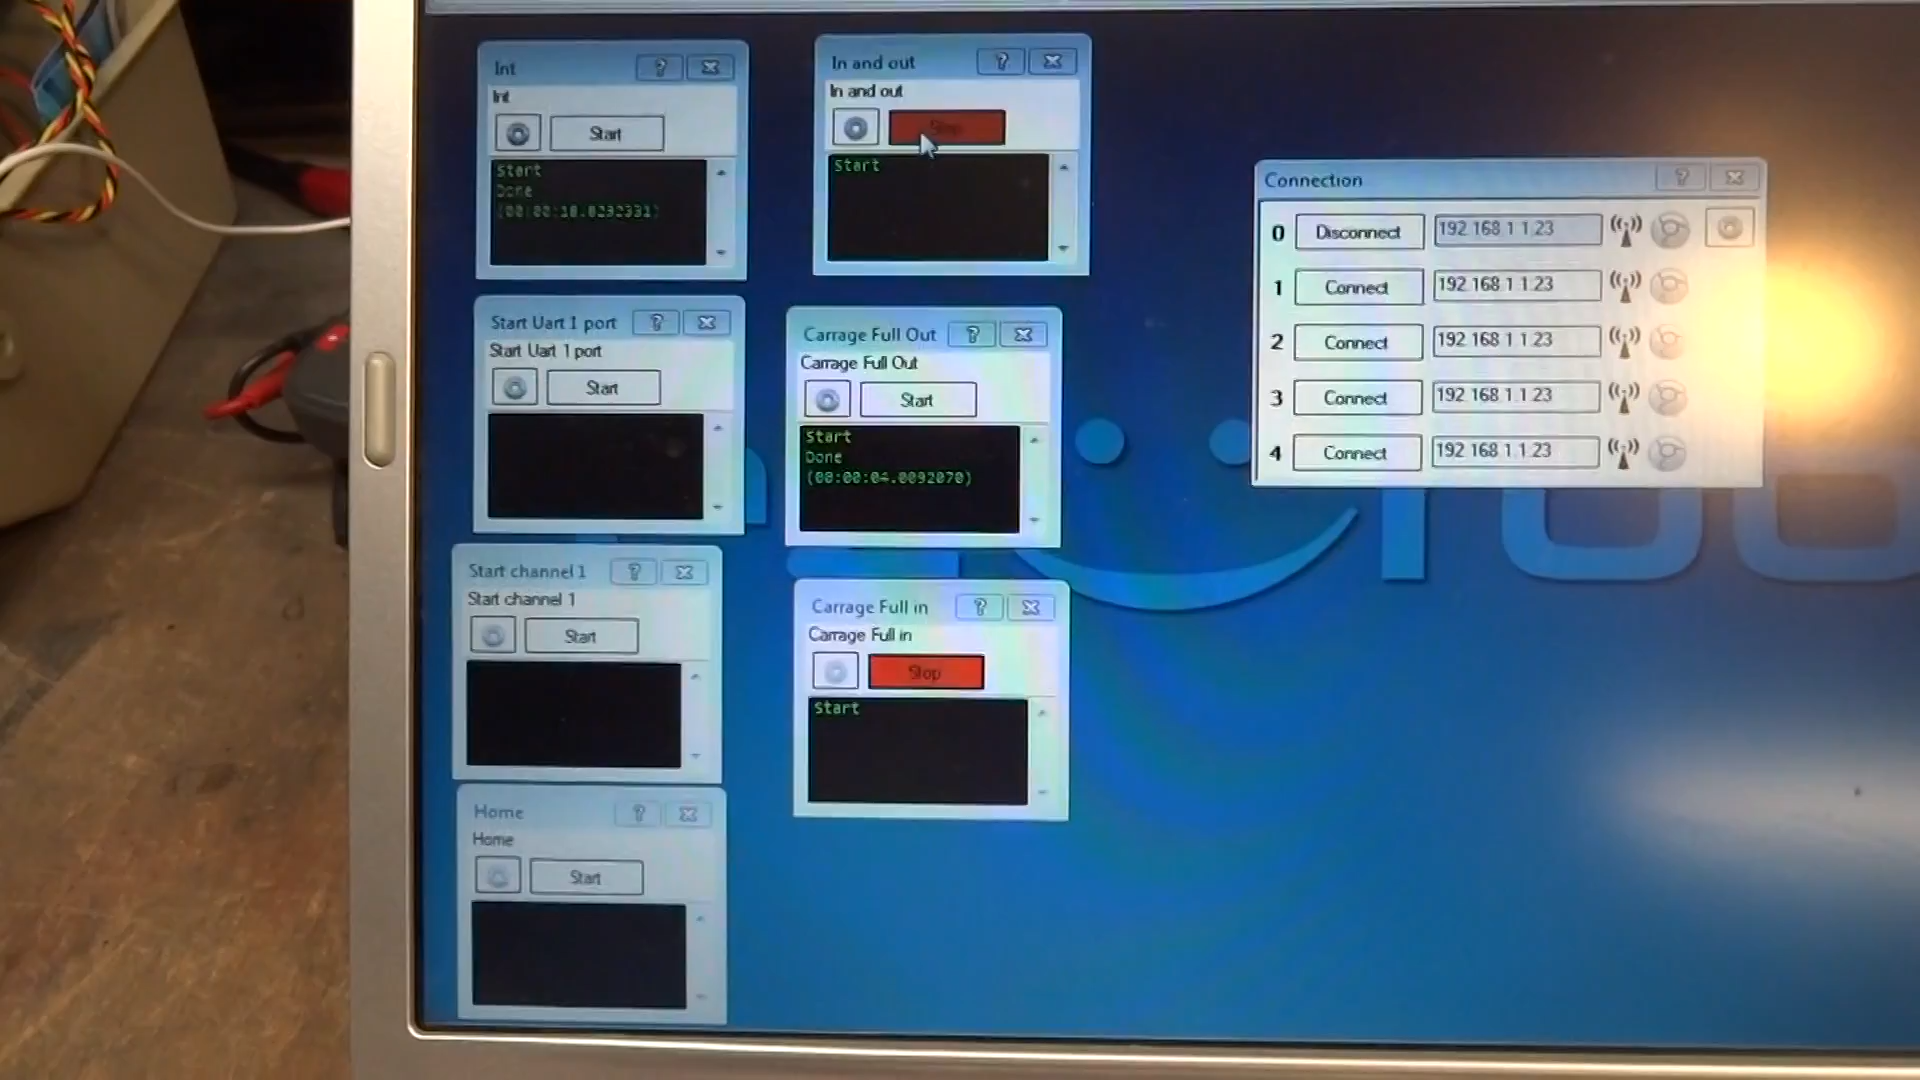 Int
Int
Start
Start
Done
In and out
In and out
Stop
Start
Start Uart 1 port
Start Uart 1 port
Start
Carrage Full Out
Carrage Full Out
Start
Start
Done
(00:00:04.0092070)
Start channel 1
Start channel 1
Start
Carrage Full in
Carrage Full in
Stop
Start
Home
Home
Start
Connection
0 Disconnect 192 168 1 1 23
1 Connect 192 168 1 1 23
2 Connect 192 168 1 1 23
3 Connect 192 168 1 1 23
4 Connect 192 168 1 1 23